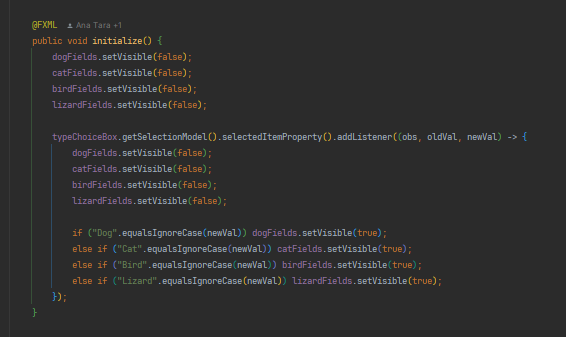 @FXML Ana Tara +1
public void initialize() {
dogFields.setVisible(false);
catFields.setVisible(false);
birdFields.setVisible(false);
lizardFields.setVisible(false);
typeChoiceBox.getSelectionModel().selectedItemProperty().addListener((obs, oldVal, newVal) -> {
dogFields.setVisible(false);
catFields.setVisible(false);
birdFields.setVisible(false);
lizardFields.setVisible(false);
if ("Dog".equalsIgnoreCase(newVal)) dogFields.setVisible(true);
else if ("Cat".equalsIgnoreCase(newVal)) catFields.setVisible(true);
else if ("Bird".equalsIgnoreCase(newVal)) birdFields.setVisible(true);
else if ("Lizard".equalsIgnoreCase(newVal)) lizardFields.setVisible(true);
});
}